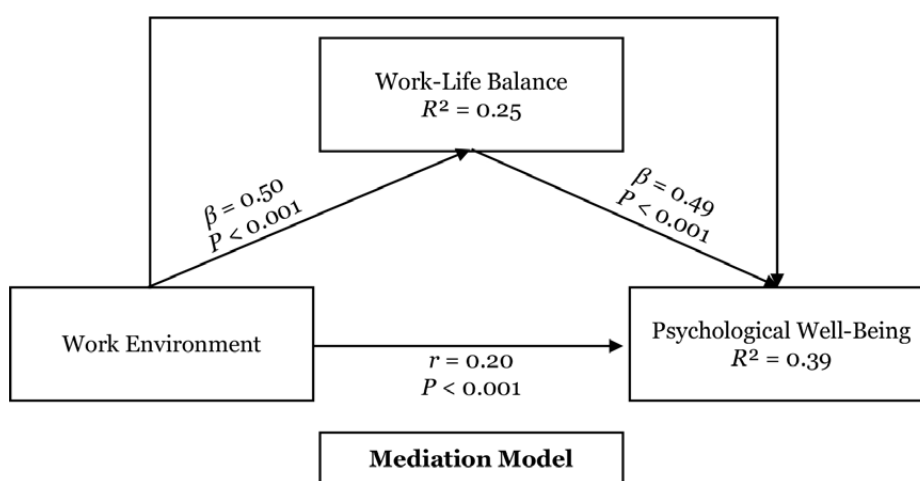 Work-Life Balance
R² = 0.25
β = 0.50
P < 0.001
β = 0.49
P < 0.001
Work Environment
r = 0.20
P < 0.001
Psychological Well-Being
R² = 0.39
Mediation Model